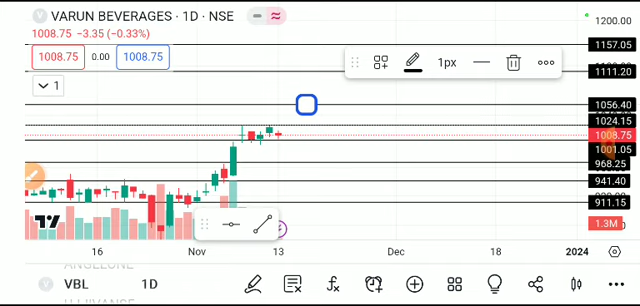 V VARUN BEVERAGES · 1D · NSE
1008.75 −3.35 (−0.33%)
1008.75 0.00 1008.75
1
1px
1200.00
1157.05
1111.20
1056.40
1024.15
1008.75
1001.05
968.25
941.40
911.15
1.3M
16 Nov 13 Dec 18 2024
VBL 1D